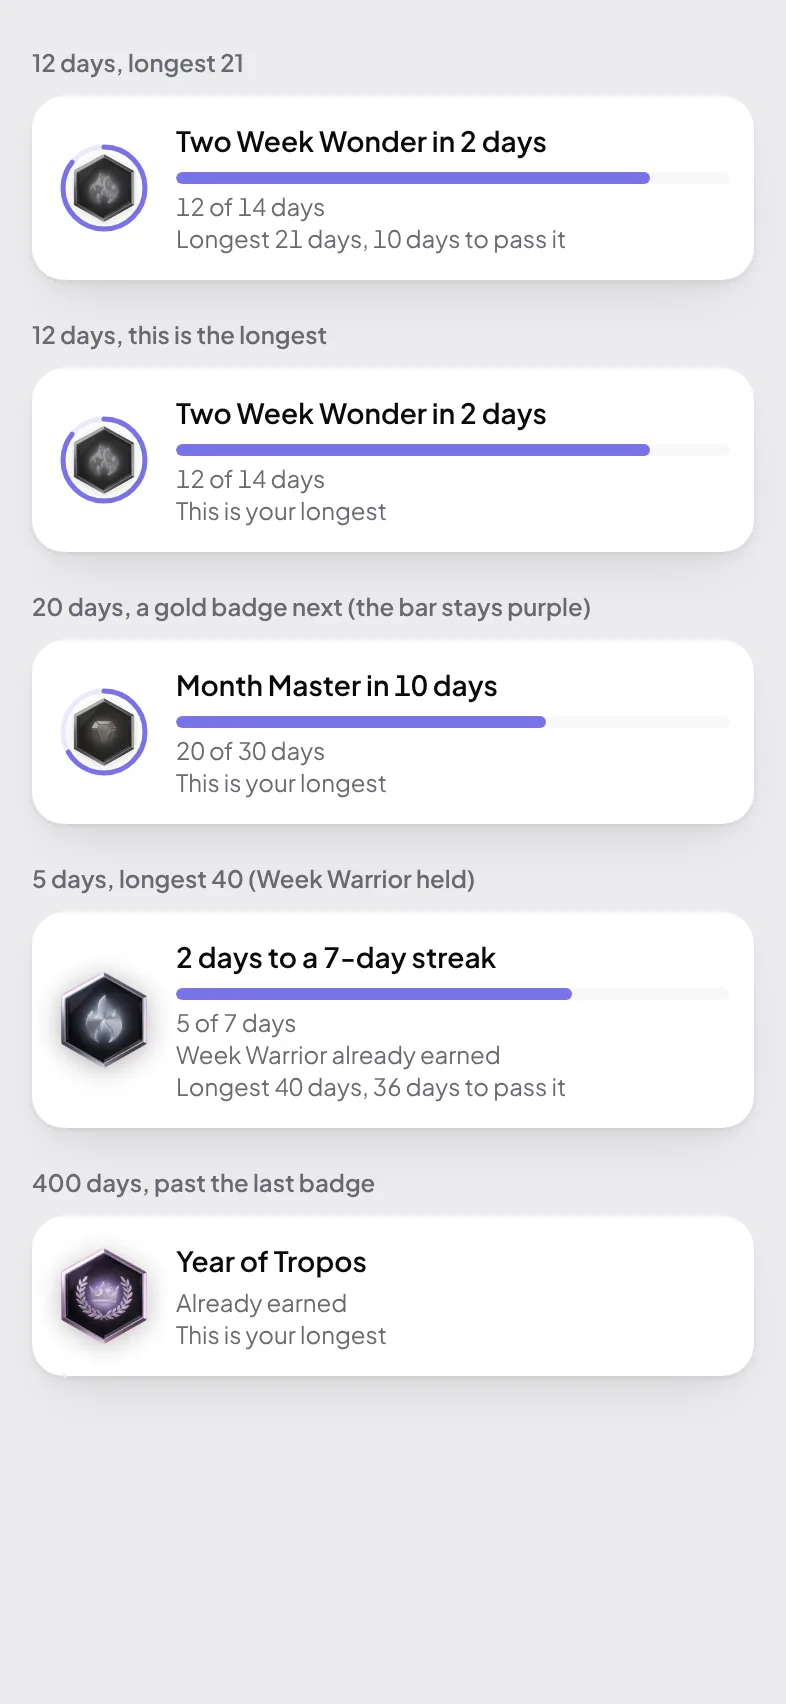 12 days, longest 21
Two Week Wonder in 2 days
12 of 14 days
Longest 21 days, 10 days to pass it
12 days, this is the longest
Two Week Wonder in 2 days
12 of 14 days
This is your longest
20 days, a gold badge next (the bar stays purple)
Month Master in 10 days
20 of 30 days
This is your longest
5 days, longest 40 (Week Warrior held)
2 days to a 7-day streak
5 of 7 days
Week Warrior already earned
Longest 40 days, 36 days to pass it
400 days, past the last badge
Year of Tropos
Already earned
This is your longest